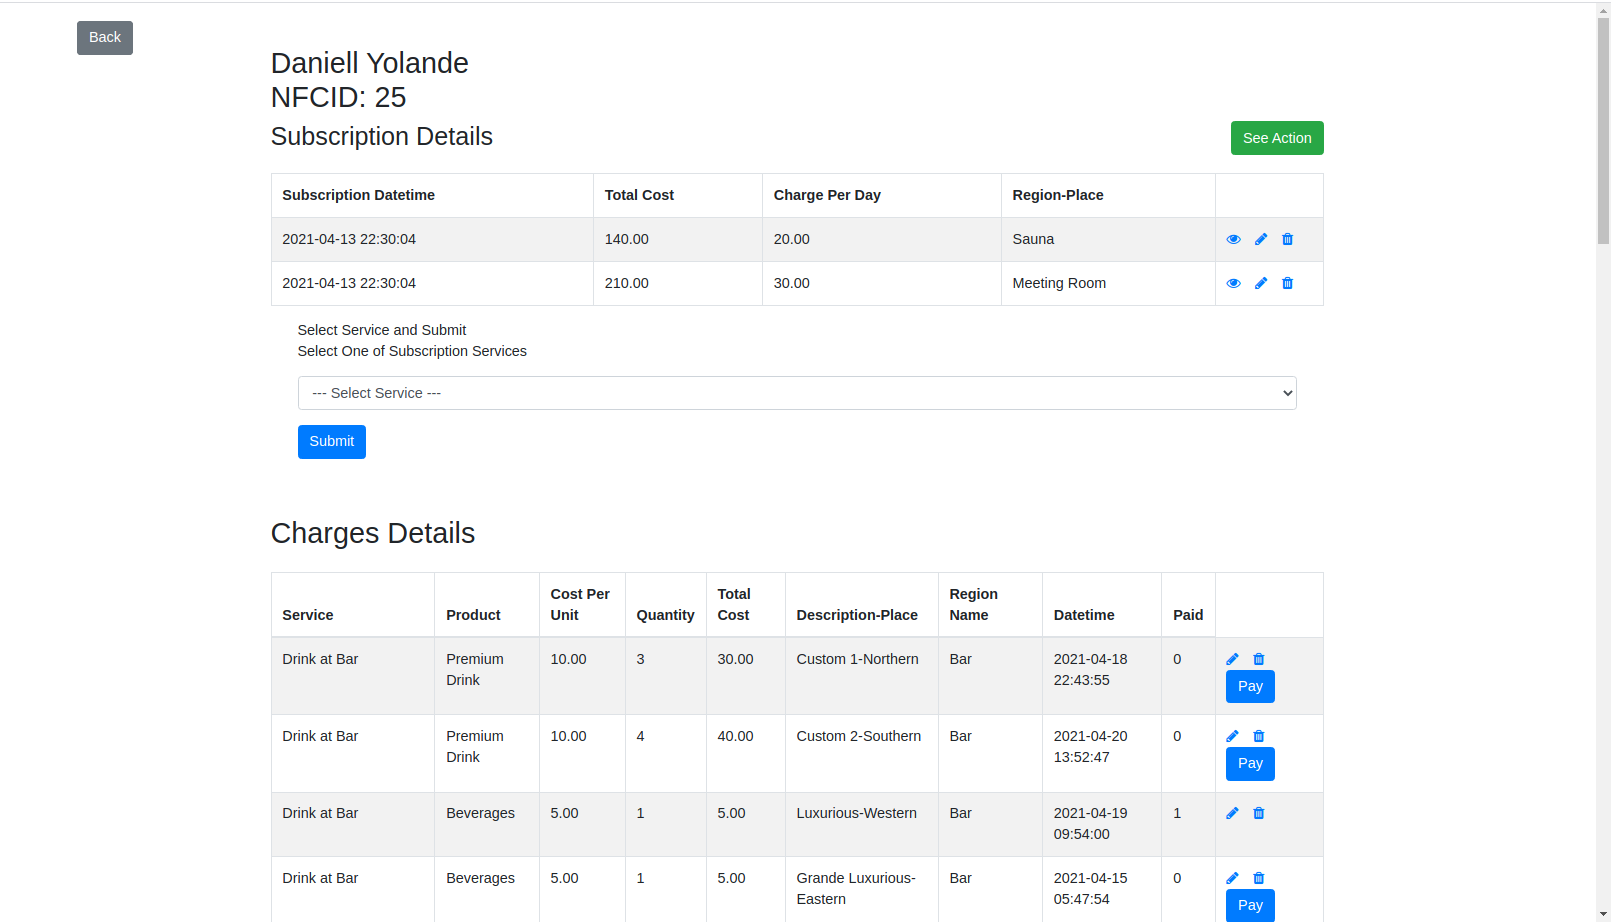 Back
Daniell Yolande
NFCID: 25
Subscription Details
See Action
Subscription Datetime Total Cost Charge Per Day Region-Place
2021-04-13 22:30:04 140.00 20.00 Sauna
2021-04-13 22:30:04 210.00 30.00 Meeting Room
Select Service and Submit
Select One of Subscription Services
--- Select Service ---
Submit
Charges Details
Service Product Cost Per Unit Quantity Total Cost Description-Place Region Name Datetime Paid
Drink at Bar Premium Drink 10.00 3 30.00 Custom 1-Northern Bar 2021-04-18 22:43:55 0
Pay
Drink at Bar Premium Drink 10.00 4 40.00 Custom 2-Southern Bar 2021-04-20 13:52:47 0
Pay
Drink at Bar Beverages 5.00 1 5.00 Luxurious-Western Bar 2021-04-19 09:54:00 1
Drink at Bar Beverages 5.00 1 5.00 Grande Luxurious-Eastern Bar 2021-04-15 05:47:54 0
Pay